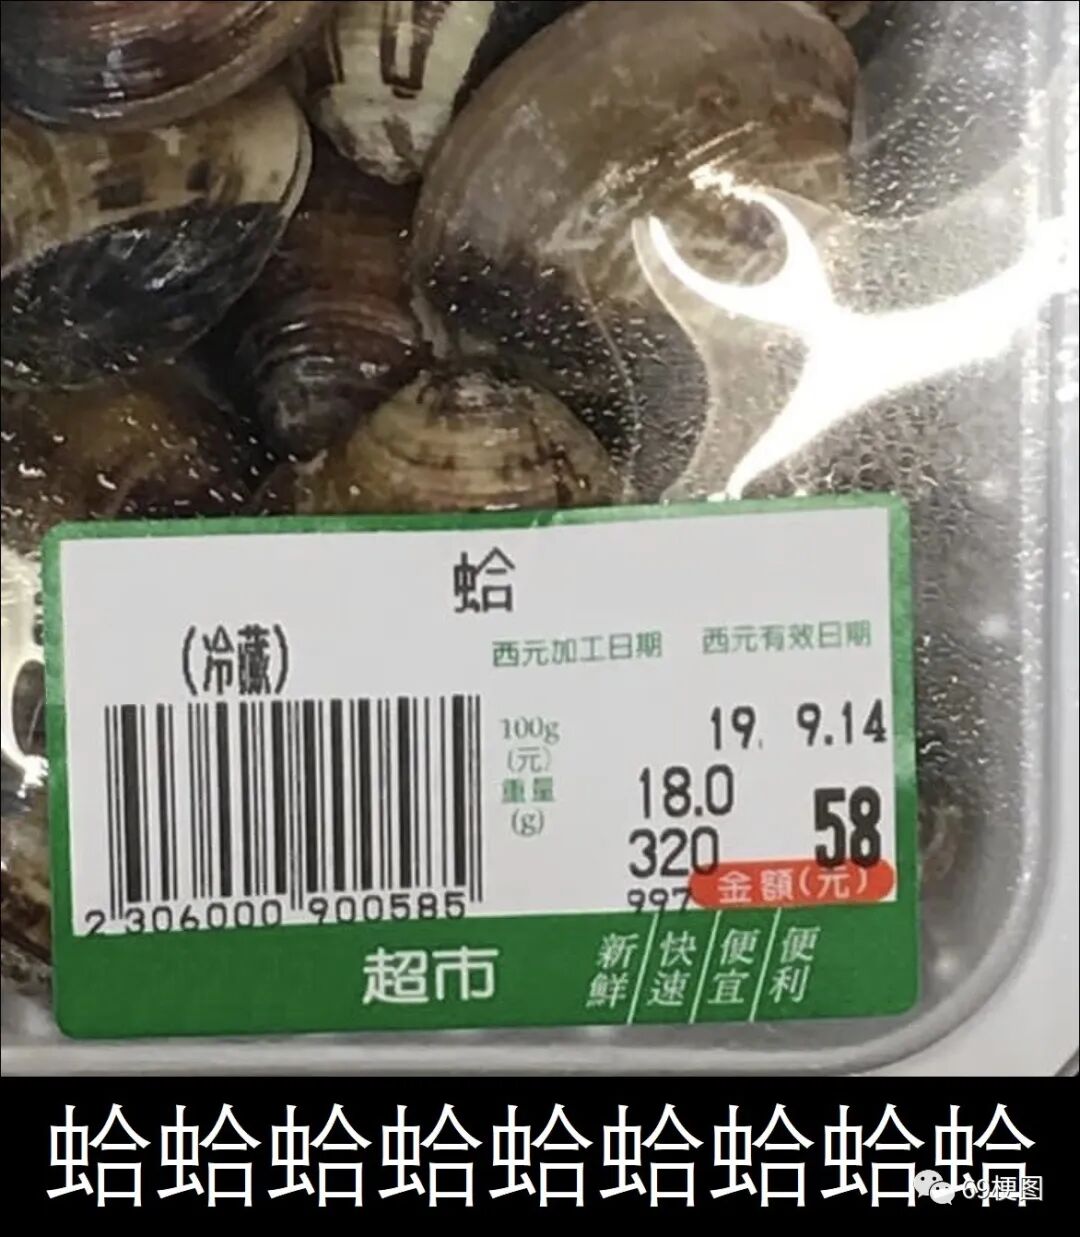 蛤
(冷藏)
西元加工日期 西元有效日期
19. 9.14
100g
(元)
18.0
重量
(g)
320
58
997
金額(元)
2 306000 900585
超市
新鮮 快速 便宜 便利
蛤蛤蛤蛤蛤蛤蛤蛤蛤
69梗图